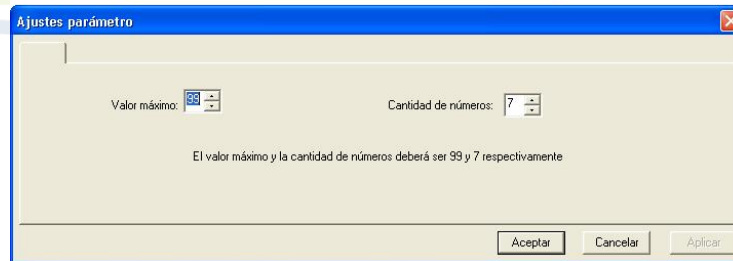 Ajustes parámetro
Valor máximo: 99 Cantidad de números: 7
El valor máximo y la cantidad de números deberá ser 99 y 7 respectivamente
Aceptar Cancelar Aplicar